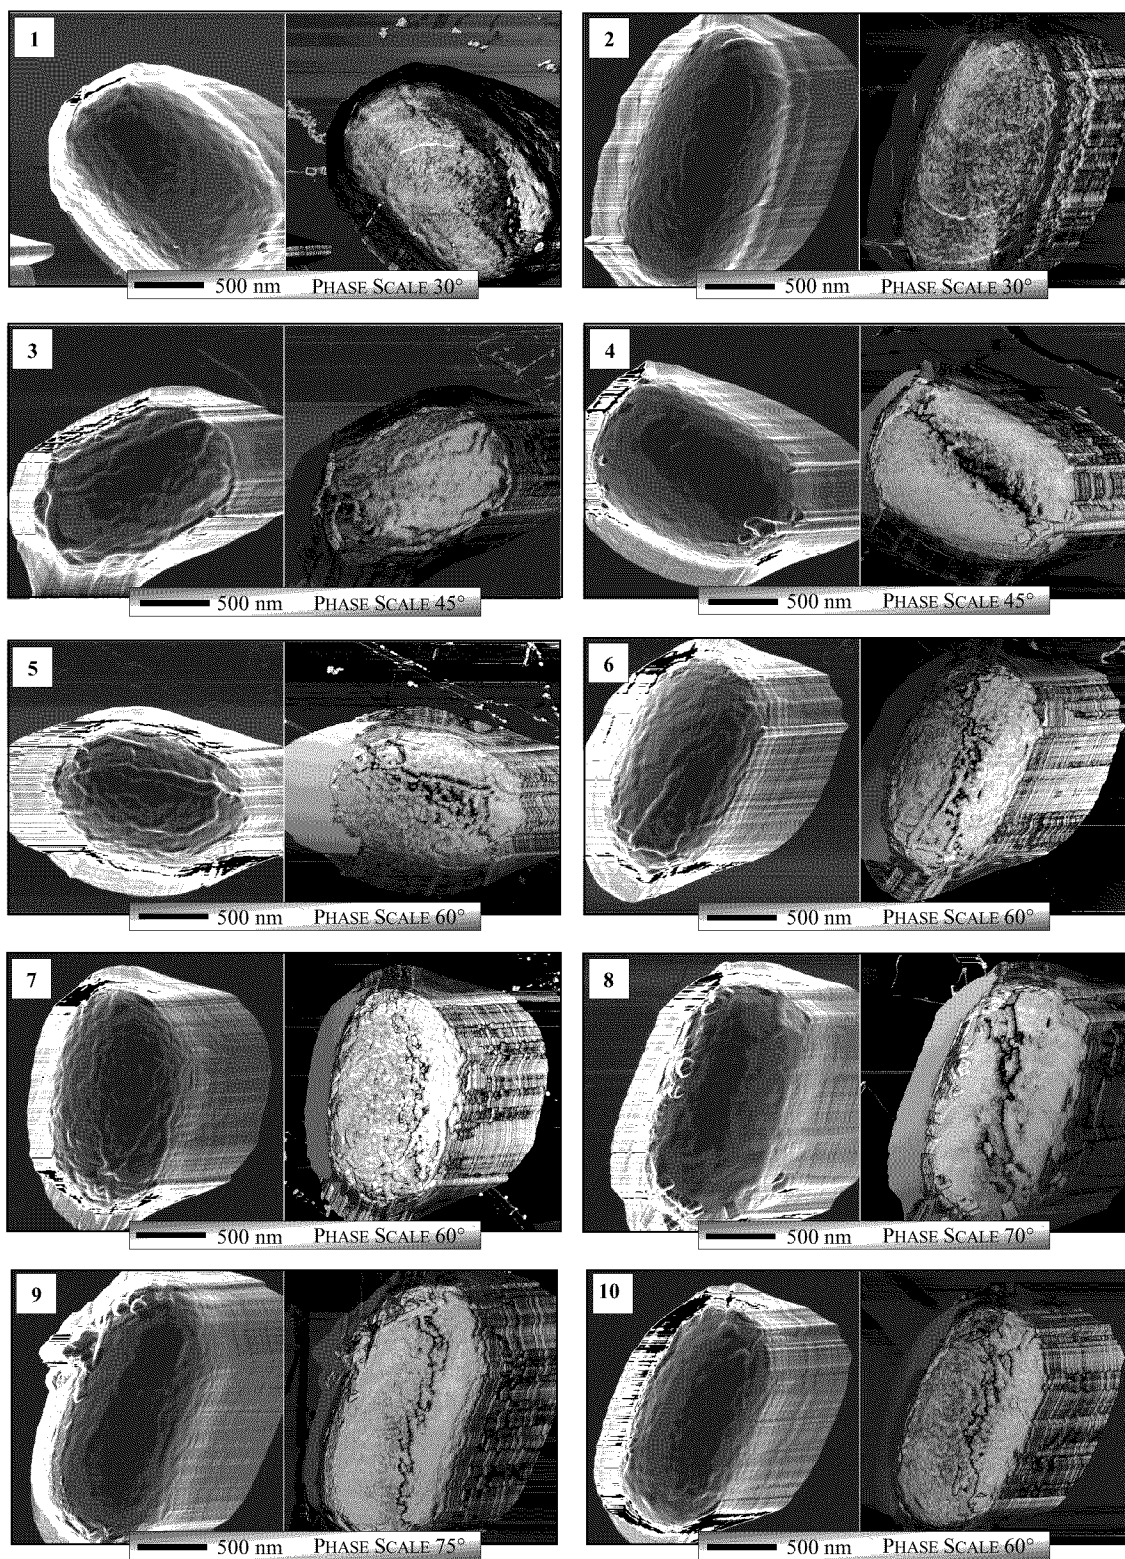 1
2
500 nm PHASE SCALE 30°
500 nm PHASE SCALE 30°
3
4
500 nm PHASE SCALE 45°
500 nm PHASE SCALE 45°
5
6
500 nm PHASE SCALE 60°
500 nm PHASE SCALE 60°
7
8
500 nm PHASE SCALE 60°
500 nm PHASE SCALE 70°
9
10
500 nm PHASE SCALE 75°
500 nm PHASE SCALE 60°